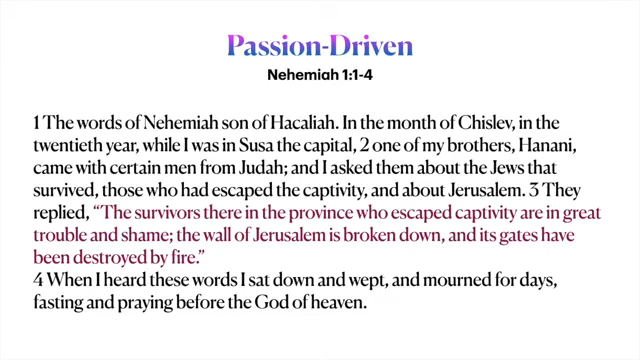 Passion-Driven
Nehemiah 1:1-4
1 The words of Nehemiah son of Hacaliah. In the month of Chislev, in the
twentieth year, while I was in Susa the capital, 2 one of my brothers, Hanani,
came with certain men from Judah; and I asked them about the Jews that
survived, those who had escaped the captivity, and about Jerusalem. 3 They
replied, “The survivors there in the province who escaped captivity are in great
trouble and shame; the wall of Jerusalem is broken down, and its gates have
been destroyed by fire.”
4 When I heard these words I sat down and wept, and mourned for days,
fasting and praying before the God of heaven.